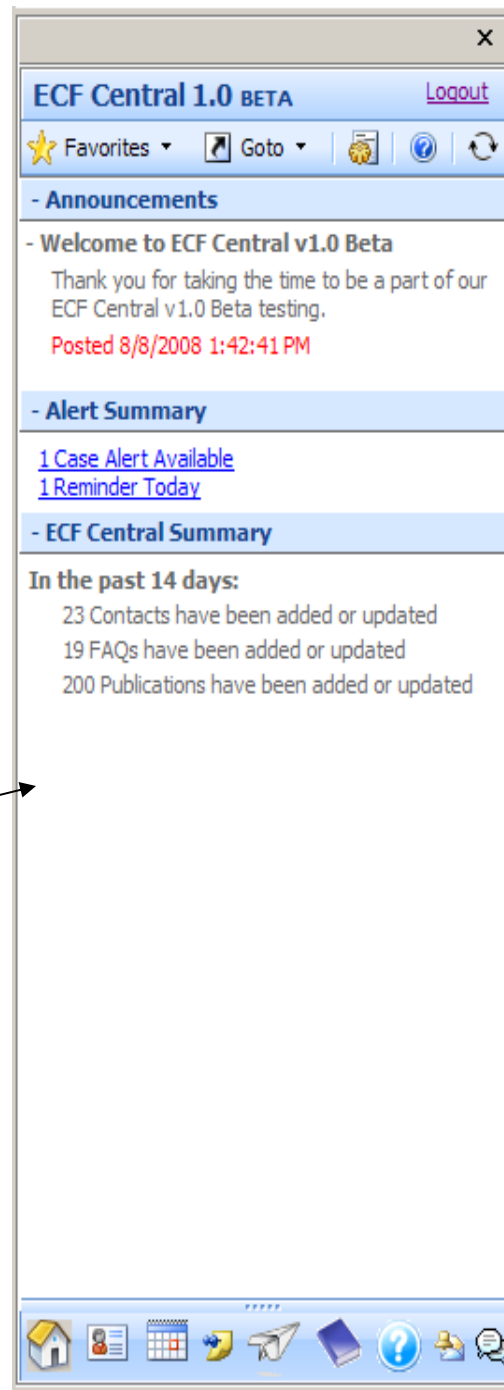 ECF Central 1.0 BETA Logout
Favorites Goto
- Announcements
- Welcome to ECF Central v1.0 Beta
Thank you for taking the time to be a part of our
ECF Central v1.0 Beta testing.
Posted 8/8/2008 1:42:41 PM
- Alert Summary
1 Case Alert Available
1 Reminder Today
- ECF Central Summary
In the past 14 days:
23 Contacts have been added or updated
19 FAQs have been added or updated
200 Publications have been added or updated